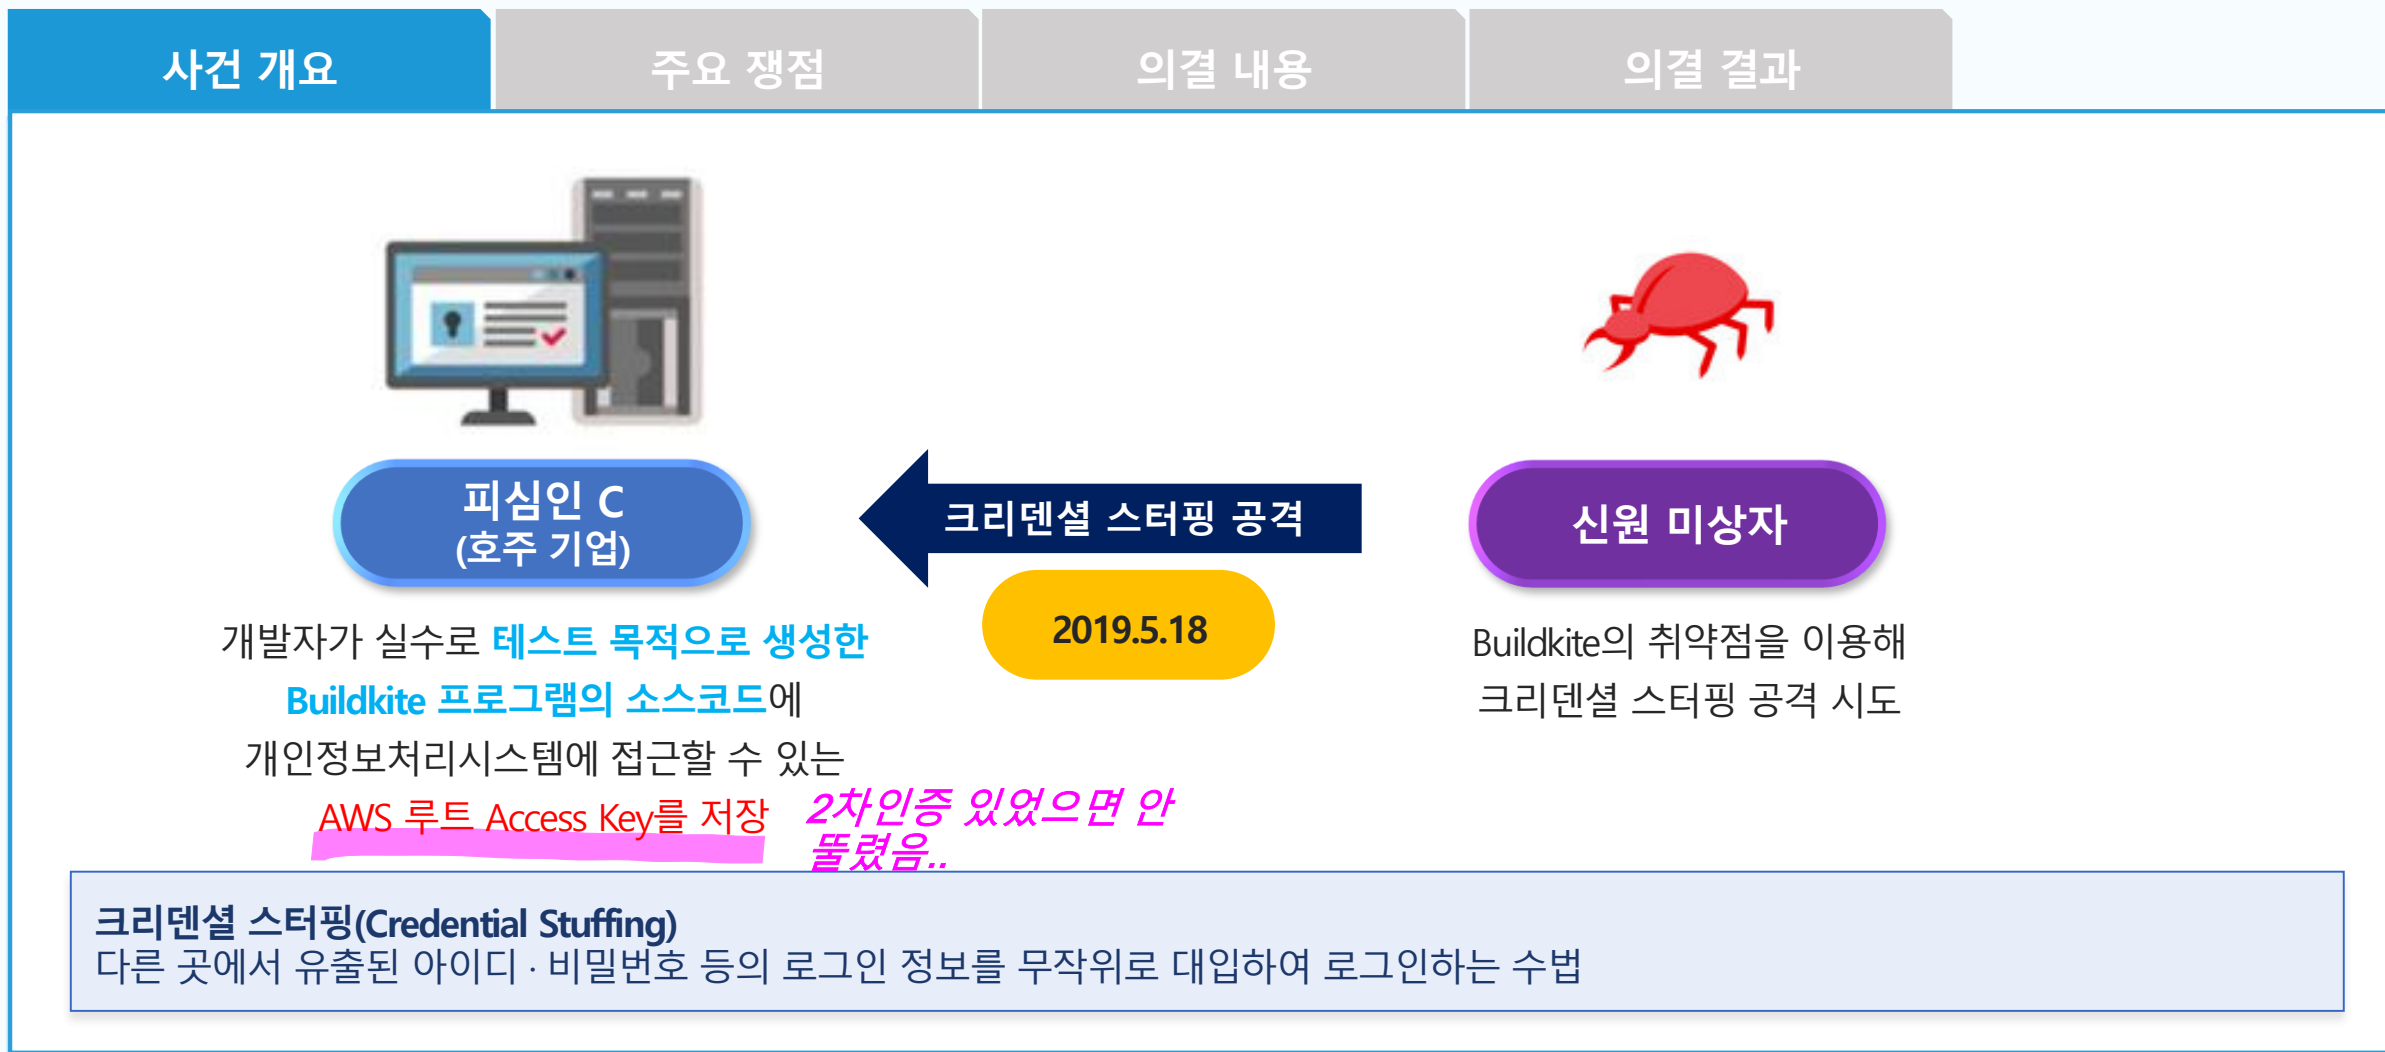 사건 개요
주요 쟁점
의결 내용
의결 결과
피심인 C
(호주 기업)
크리덴셜 스터핑 공격
2019.5.18
신원 미상자
개발자가 실수로 테스트 목적으로 생성한
Buildkite 프로그램의 소스코드에
개인정보처리시스템에 접근할 수 있는
AWS 루트 Access Key를 저장
2차인증 있었으면 안
뚫렸음..
Buildkite의 취약점을 이용해
크리덴셜 스터핑 공격 시도
크리덴셜 스터핑(Credential Stuffing)
다른 곳에서 유출된 아이디 · 비밀번호 등의 로그인 정보를 무작위로 대입하여 로그인하는 수법